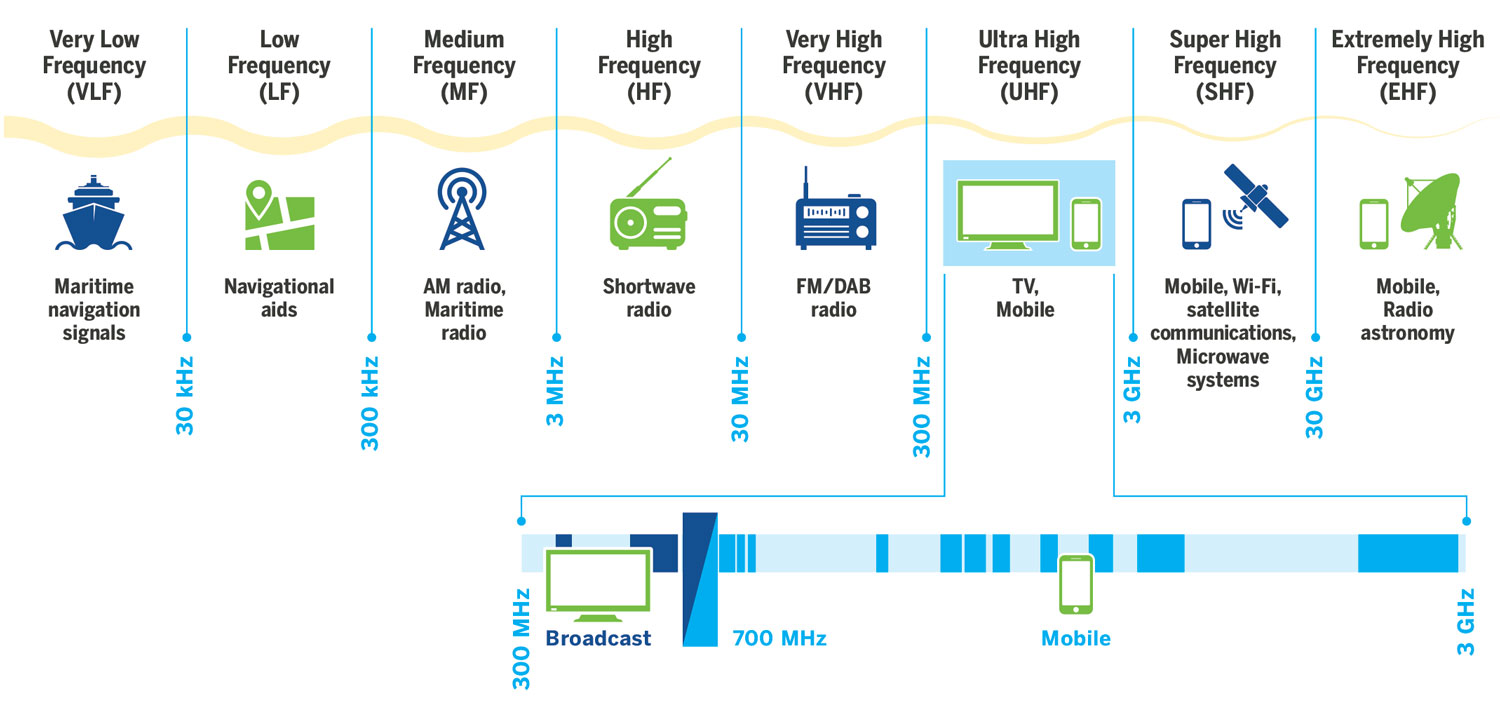 Very Low
Frequency
(VLF)
Low
Frequency
(LF)
Medium
Frequency
(MF)
High
Frequency
(HF)
Very High
Frequency
(VHF)
Ultra High
Frequency
(UHF)
Super High
Frequency
(SHF)
Extremely High
Frequency
(EHF)
Maritime
navigation
signals
Navigational
aids
AM radio,
Maritime
radio
Shortwave
radio
FM/DAB
radio
TV,
Mobile
Mobile, Wi-Fi,
satellite
communications,
Microwave
systems
Mobile,
Radio
astronomy
30 kHz
300 kHz
3 MHz
30 MHz
300 MHz
3 GHz
30 GHz
300 MHz
Broadcast
700 MHz
Mobile
3 GHz